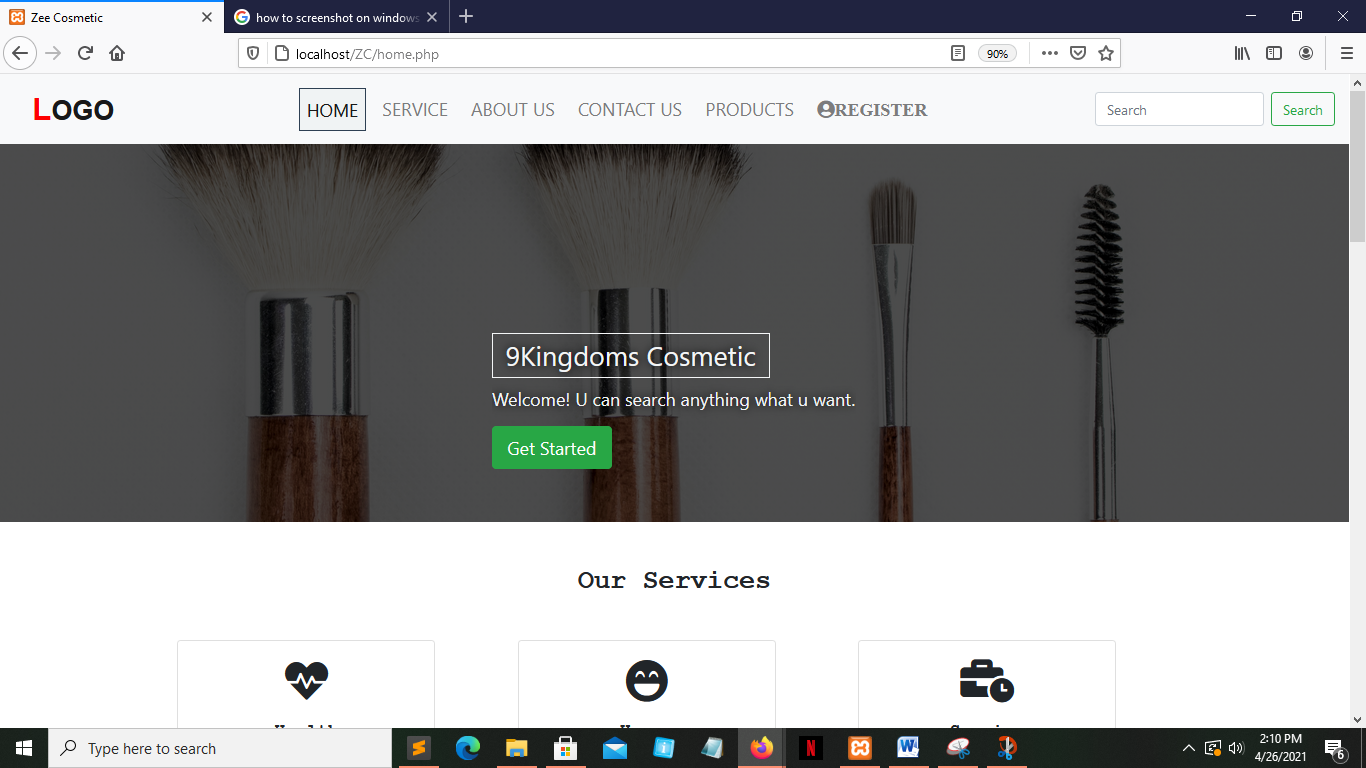 Zee Cosmetic
how to screenshot on windows
localhost/ZC/home.php
90%
LOGO
HOME
SERVICE
ABOUT US
CONTACT US
PRODUCTS
REGISTER
Search
Search
9Kingdoms Cosmetic
Welcome! U can search anything what u want.
Get Started
Our Services
Type here to search
2:10 PM
4/26/2021
6